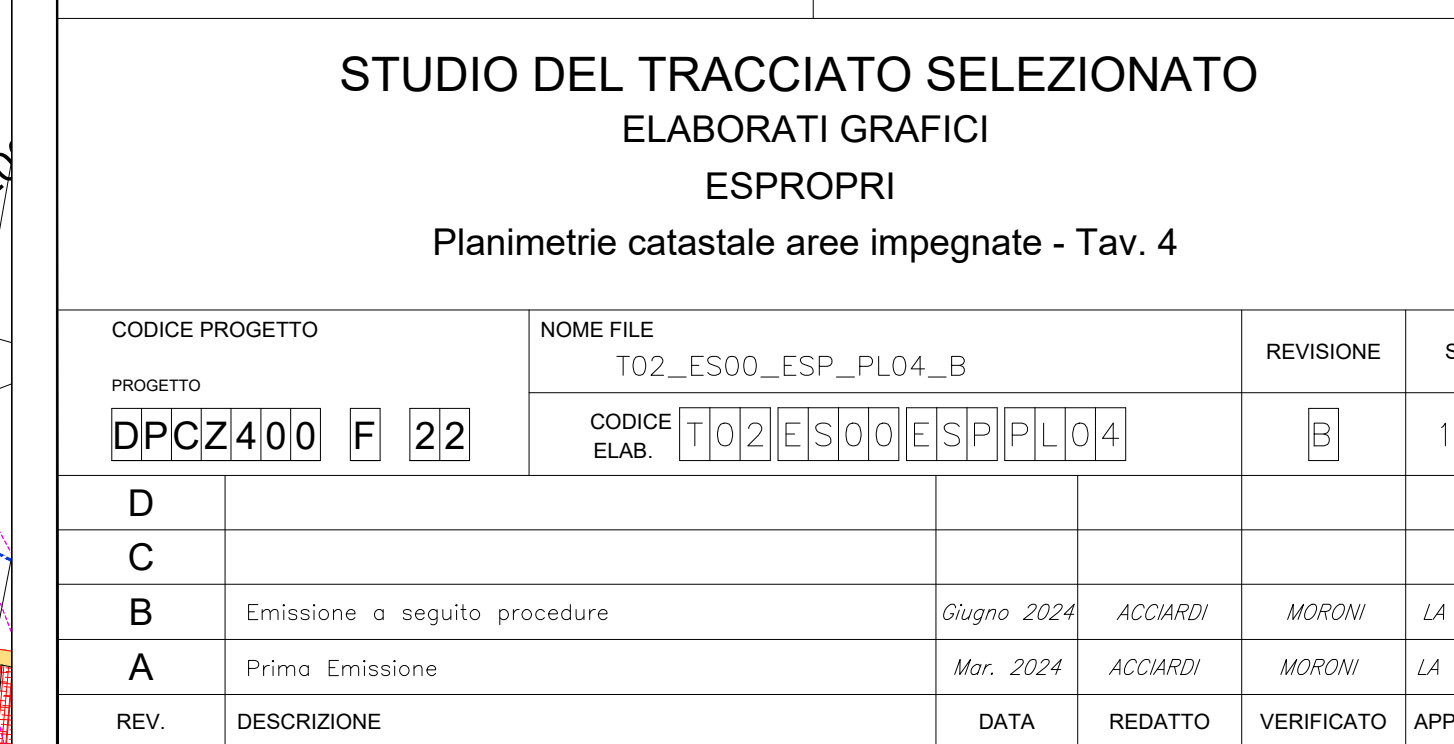 STUDIO DEL TRACCIATO SELEZIONATO
ELABORATI GRAFICI
ESPROPRI
Planimetrie catastale aree impegnate - Tav. 4
CODICE PROGETTO
PROGETTO
DPCZ400 F 22
NOME FILE
T02_ES00_ESP_PL04_B
CODICE
ELAB.
T02ES00ESPPL04
REVISIONE
B
1
D
C
B Emissione a seguito procedure Giugno 2024 ACCIARDI MORONI LA
A Prima Emissione Mar. 2024 ACCIARDI MORONI LA
REV. DESCRIZIONE DATA REDATTO VERIFICATO APP